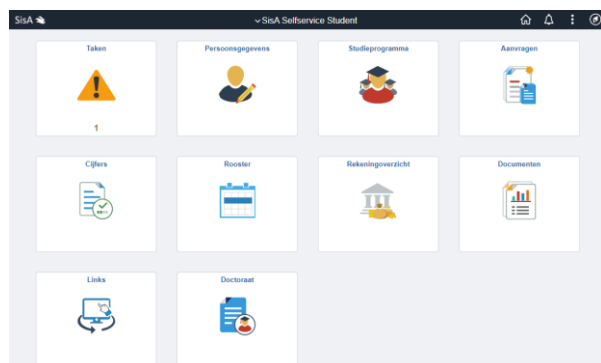 SisA
SisA Selfservice Student
Taken
Persoonsgegevens
Studieprogramma
Aanvragen
1
Cijfers
Rooster
Rekeningoverzicht
Documenten
Links
Doctoraat